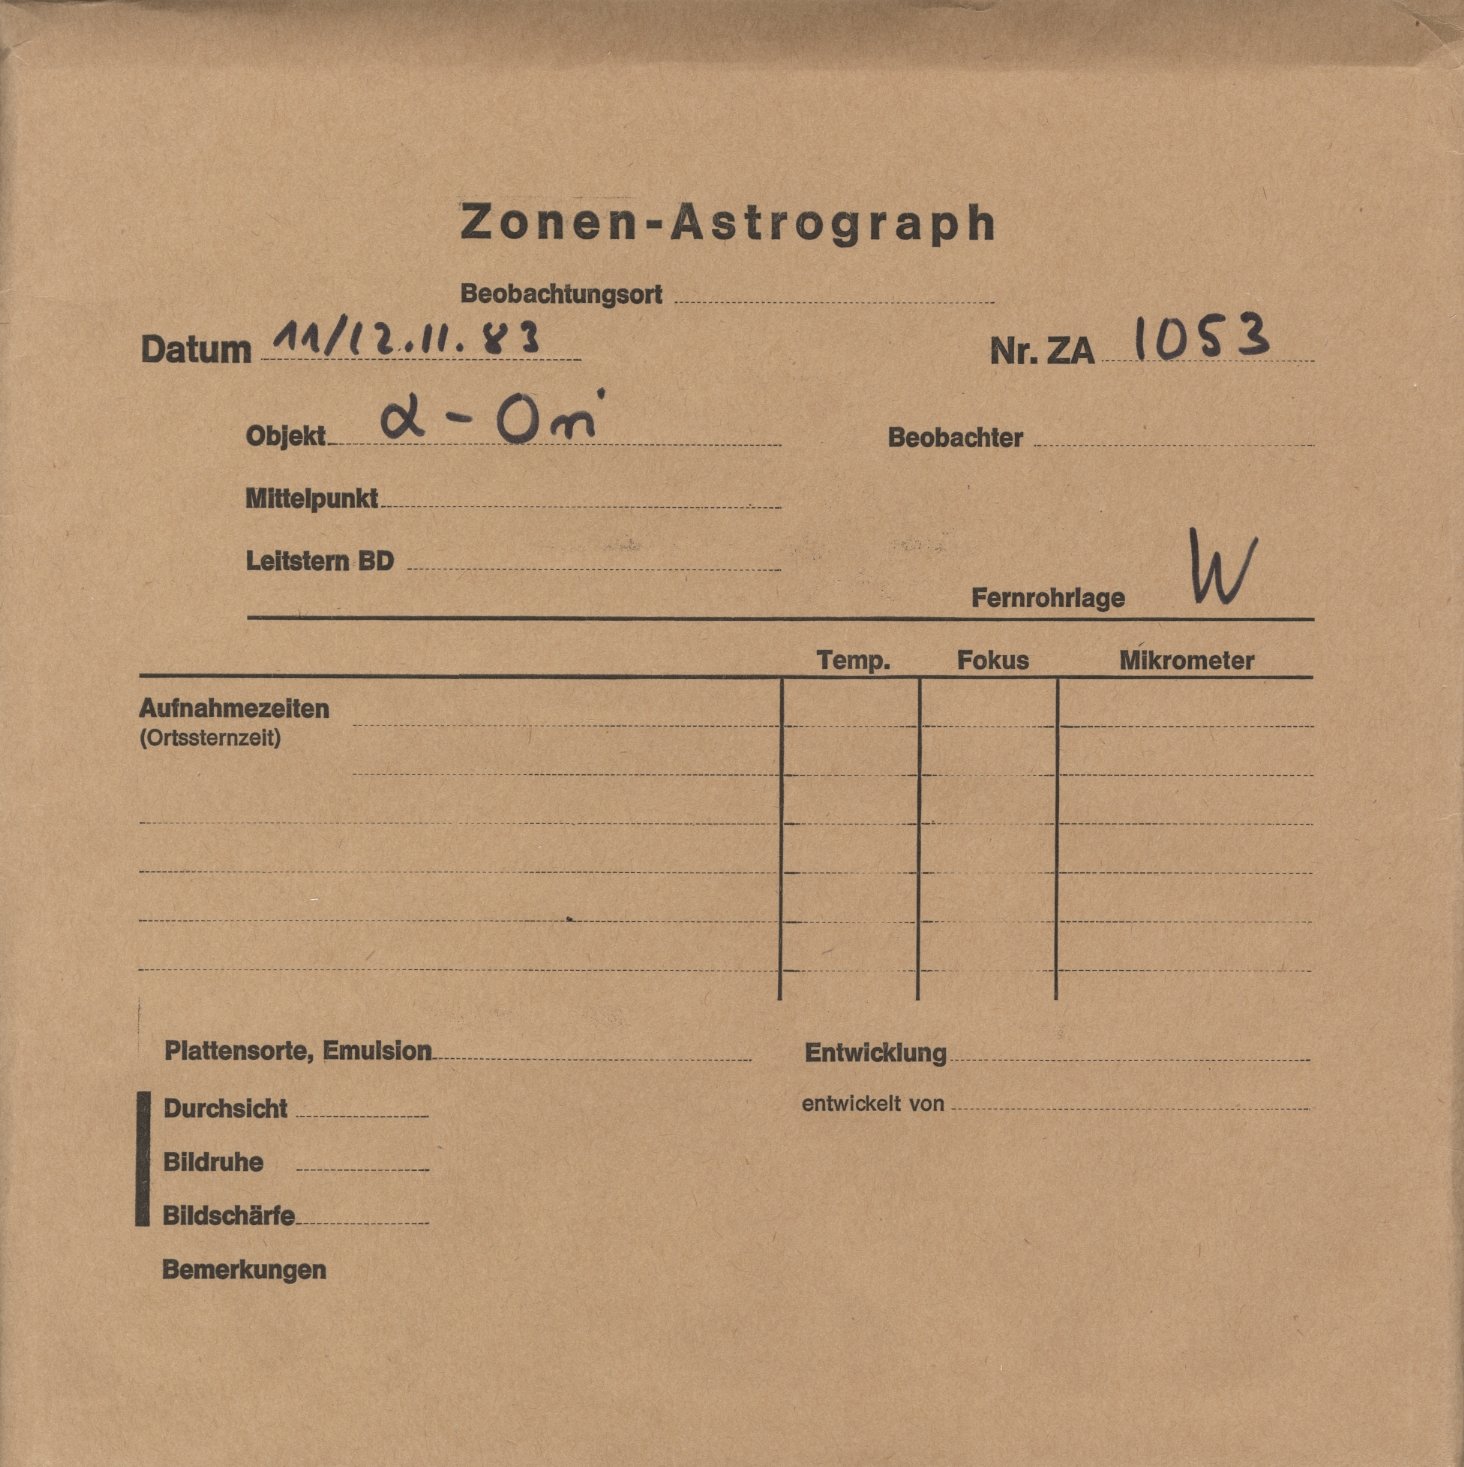 Zonen-Astrograph
Beobachtungsort
Datum 11/12.11.83
Nr. ZA 1053
Objekt α - Ori
Beobachter
Mittelpunkt
Leitstern BD
Fernrohrlage W
Temp. Fokus Mikrometer
Aufnahmezeiten
(Ortssternzeit)
Plattensorte, Emulsion
Entwicklung
Durchsicht
entwickelt von
Bildruhe
Bildschärfe
Bemerkungen